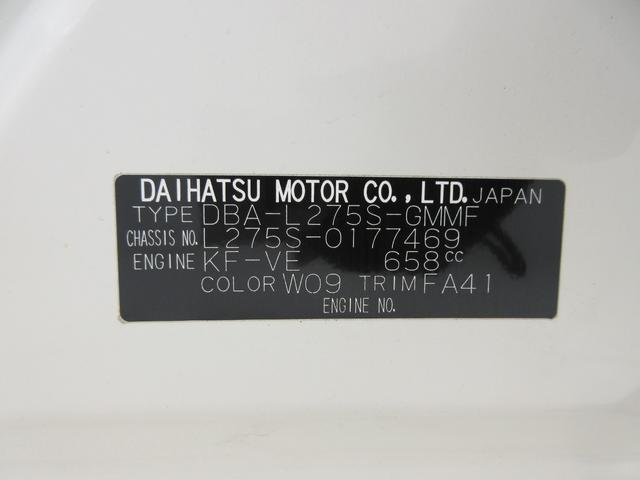 DAIHATSU MOTOR CO.,LTD. JAPAN
TYPE DBA-L275S-GMMF
CHASSIS NO. L275S-0177469
ENGINE KF-VE 658cc
COLOR W09 TRIM FA41
ENGINE NO.